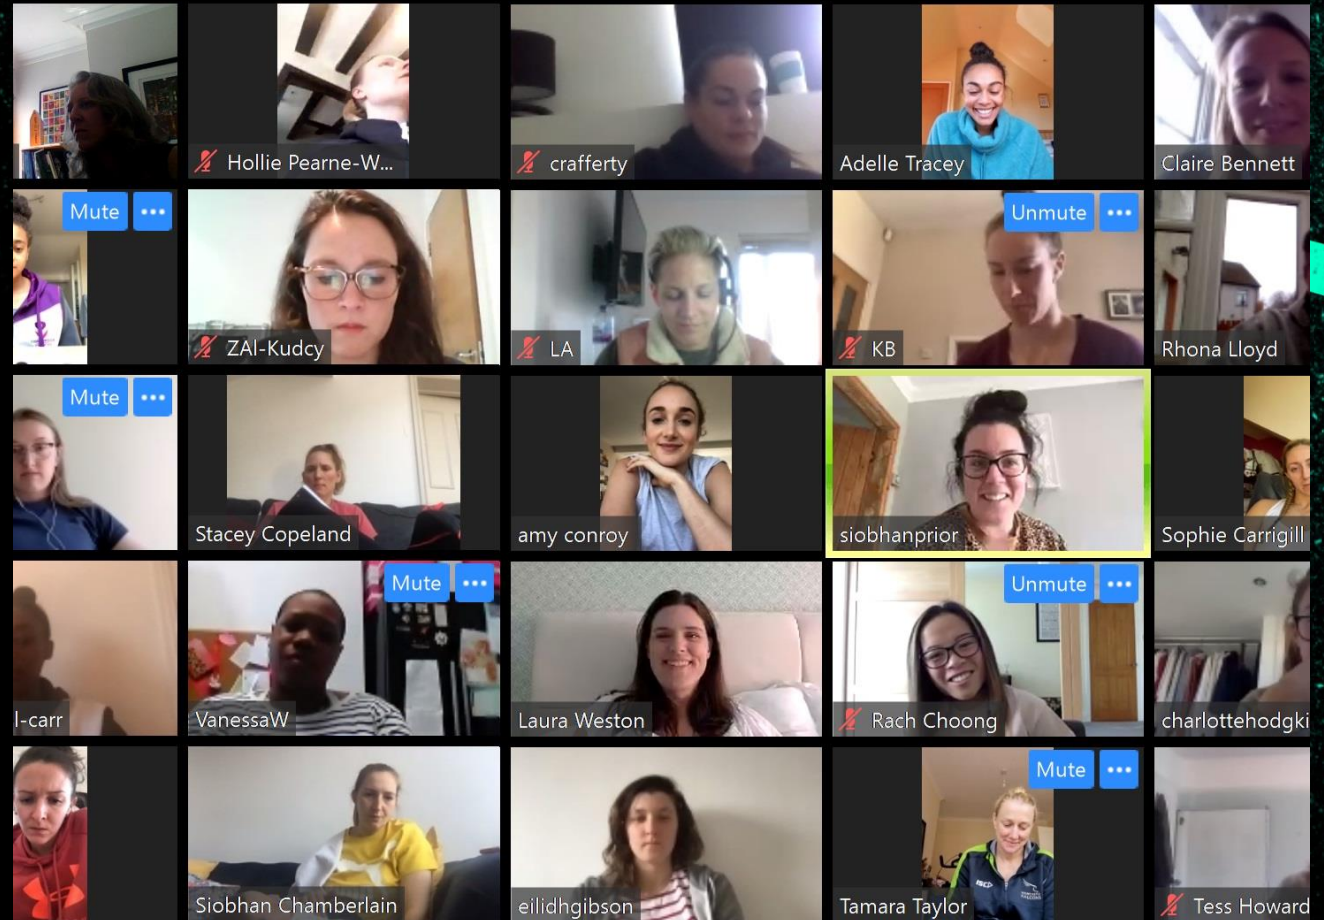 Hollie Pearne-W...
crafferty
Adelle Tracey
Claire Bennett
Mute
ZAl-Kudcy
LA
Unmute
KB
Rhona Lloyd
Mute
Stacey Copeland
amy conroy
siobhanprior
Sophie Carrigill
l-carr
Mute
VanessaW
Laura Weston
Unmute
Rach Choong
charlottehodgki
Siobhan Chamberlain
eilidhgibson
Mute
Tamara Taylor
ISC
Tess Howard